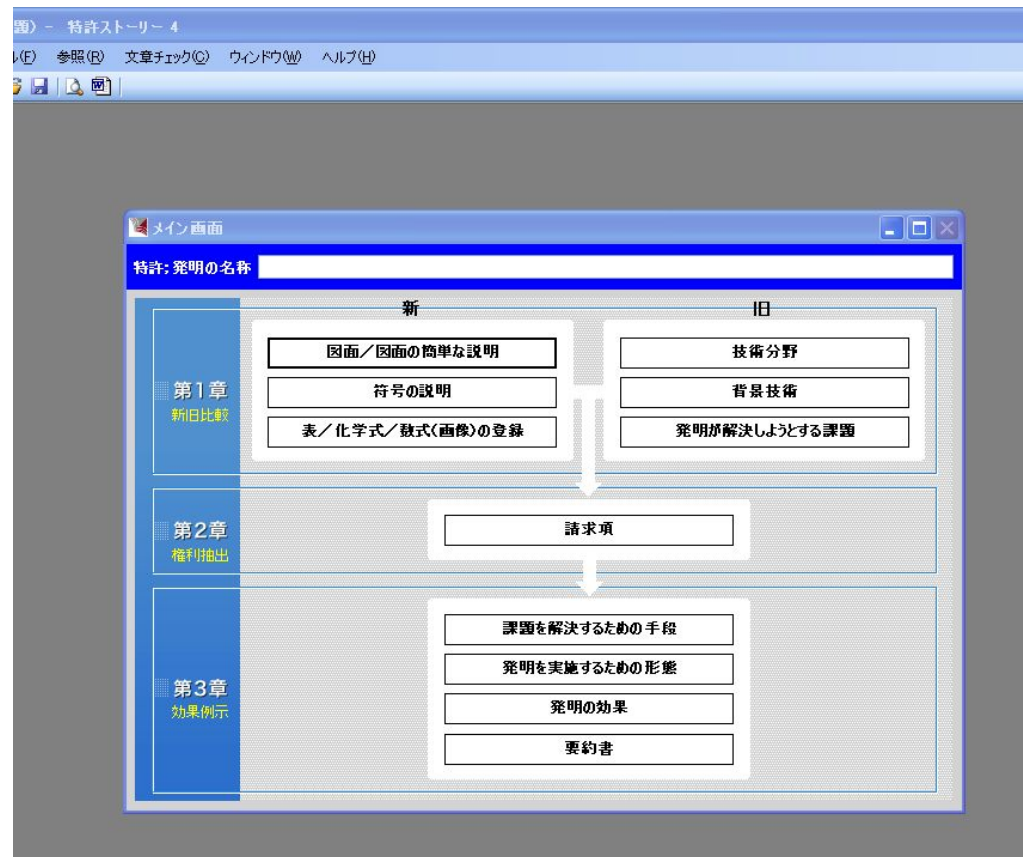 題) - 特許ストーリー 4
ル(F) 参照(R) 文章チェック(C) ウィンドウ(W) ヘルプ(H)
メイン画面
特許;発明の名称
新 旧
第1章
新旧比較
図面/図面の簡単な説明
符号の説明
表/化学式/数式(画像)の登録
技術分野
背景技術
発明が解決しようとする課題
第2章
権利抽出
請求項
第3章
効果例示
課題を解決するための手段
発明を実施するための形態
発明の効果
要約書